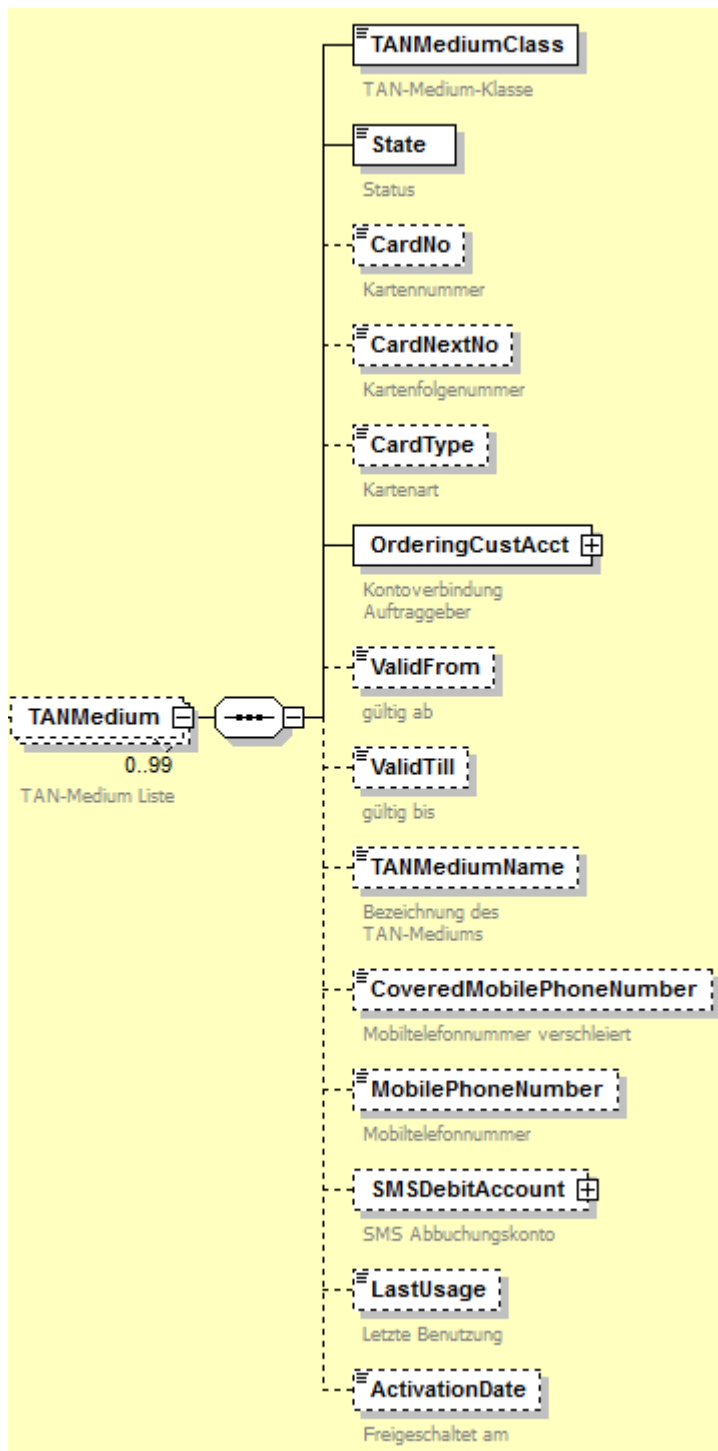 TANMediumClass
TAN-Medium-Klasse
State
Status
CardNo
Kartennummer
CardNextNo
Kartenfolgenummer
CardType
Kartenart
OrderingCustAcct
Kontoverbindung
Auftraggeber
ValidFrom
gültig ab
TANMedium
0..99
TAN-Medium Liste
ValidTill
gültig bis
TANMediumName
Bezeichnung des
TAN-Mediums
CoveredMobilePhoneNumber
Mobiltelefonnummer verschleiert
MobilePhoneNumber
Mobiltelefonnummer
SMSDebitAccount
SMS Abbuchungskonto
LastUsage
Letzte Benutzung
ActivationDate
Freigeschaltet am